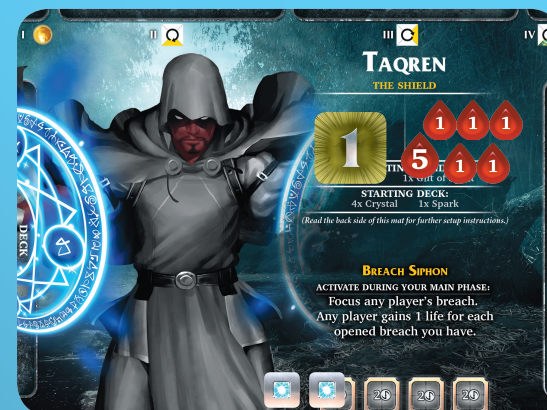 I II III IV
TAQREN
THE SHIELD
1 1 1 1
5 1 1
1x Gift of
STARTING DECK:
4x Crystal 1x Spark
(Read the back side of this mat for further setup instructions.)
DECK
BREACH SIPHON
ACTIVATE DURING YOUR MAIN PHASE:
Focus any player's breach.
Any player gains 1 life for each
opened breach you have.
2 2 2